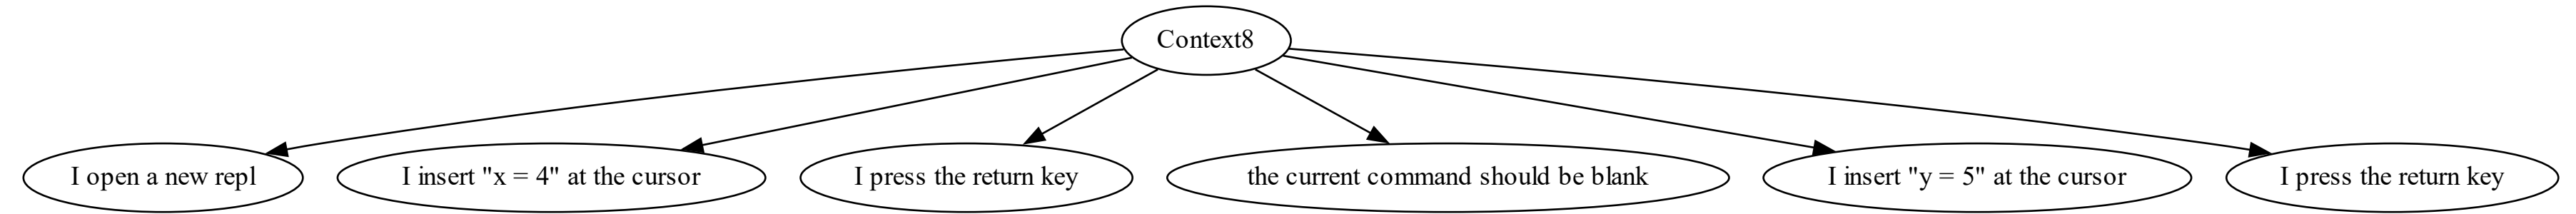 Context8
I open a new repl
I insert "x = 4" at the cursor
I press the return key
the current command should be blank
I insert "y = 5" at the cursor
I press the return key